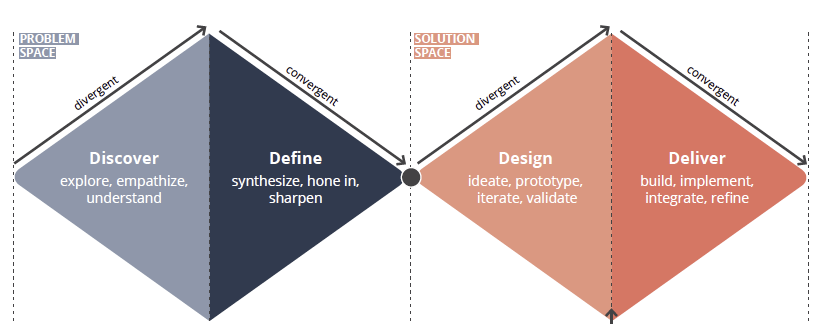 PROBLEM
SPACE
divergent
convergent
Discover
explore, empathize,
understand
Define
synthesize, hone in,
sharpen
SOLUTION
SPACE
divergent
convergent
Design
ideate, prototype,
iterate, validate
Deliver
build, implement,
integrate, refine